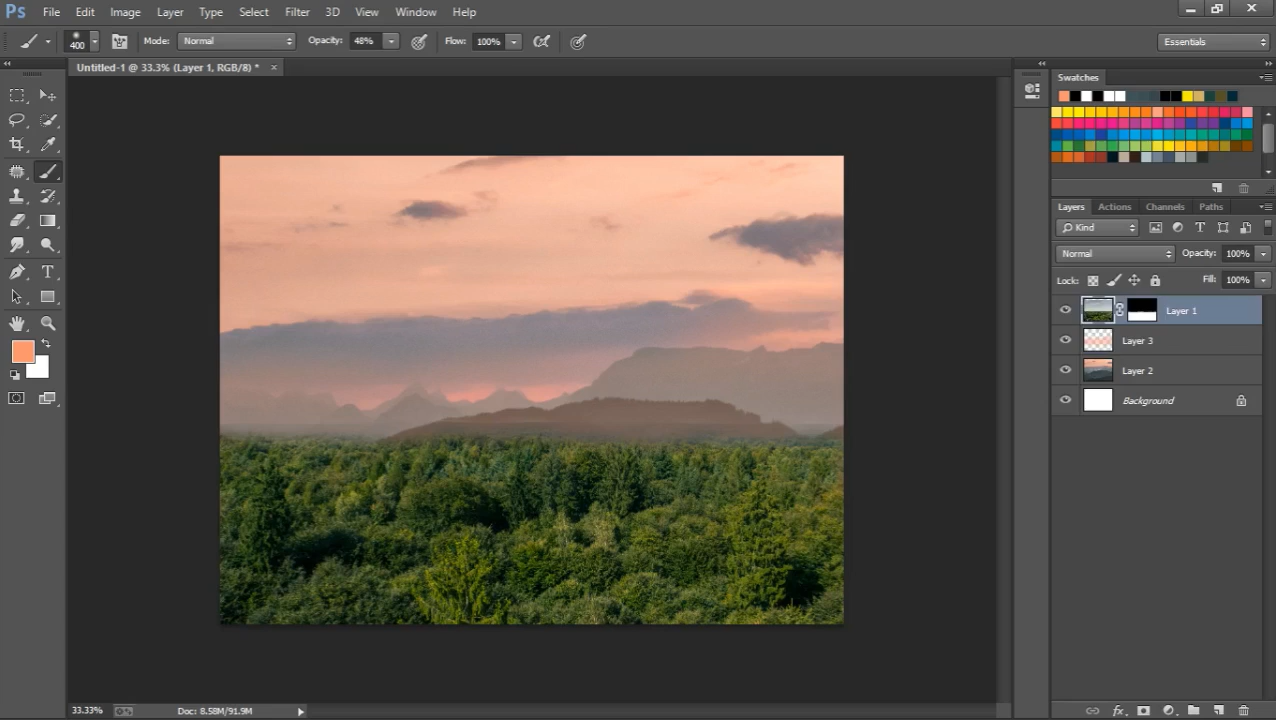 Ps File Edit Image Layer Type Select Filter 3D View Window Help
400 Mode: Normal Opacity: 48% Flow: 100% Essentials
Untitled-1 @ 33.3% (Layer 1, RGB/8) * ×
Swatches
Layers Actions Channels Paths
Kind
Normal Opacity: 100%
Lock: Fill: 100%
Layer 1
Layer 3
Layer 2
Background
33.33% Doc: 8.58M/91.9M